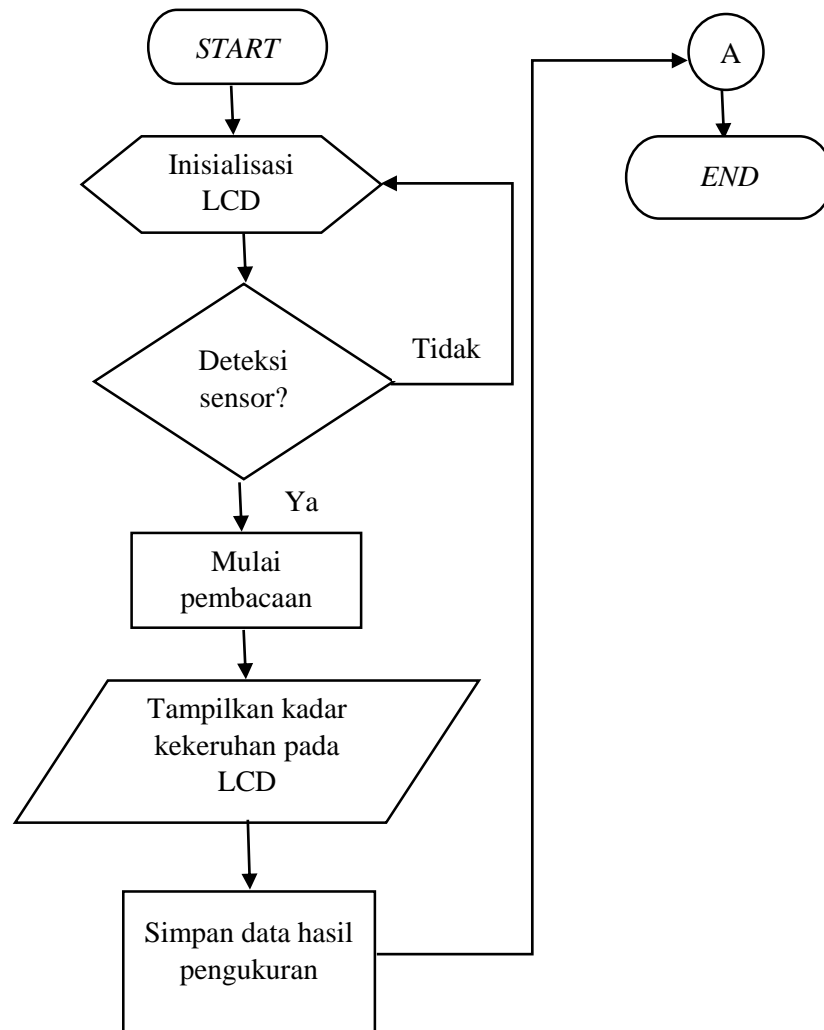 START
Inisialisasi
LCD
Deteksi
sensor?
Tidak
Ya
Mulai
pembacaan
Tampilkan kadar
kekeruhan pada
LCD
Simpan data hasil
pengukuran
A
END